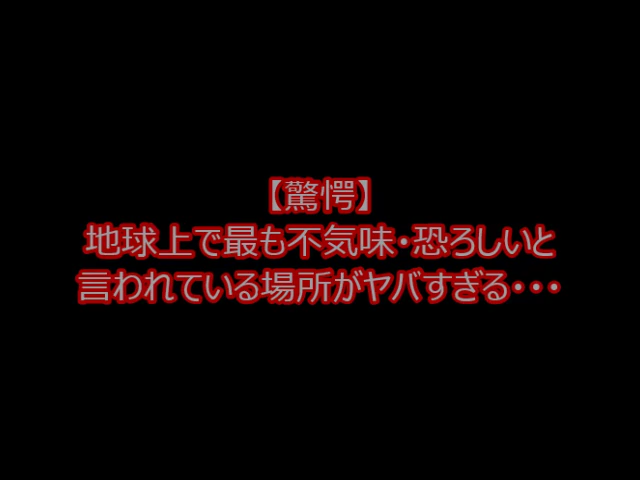 【驚愕】
地球上で最も不気味・恐ろしいと
言われている場所がヤバすぎる・・・